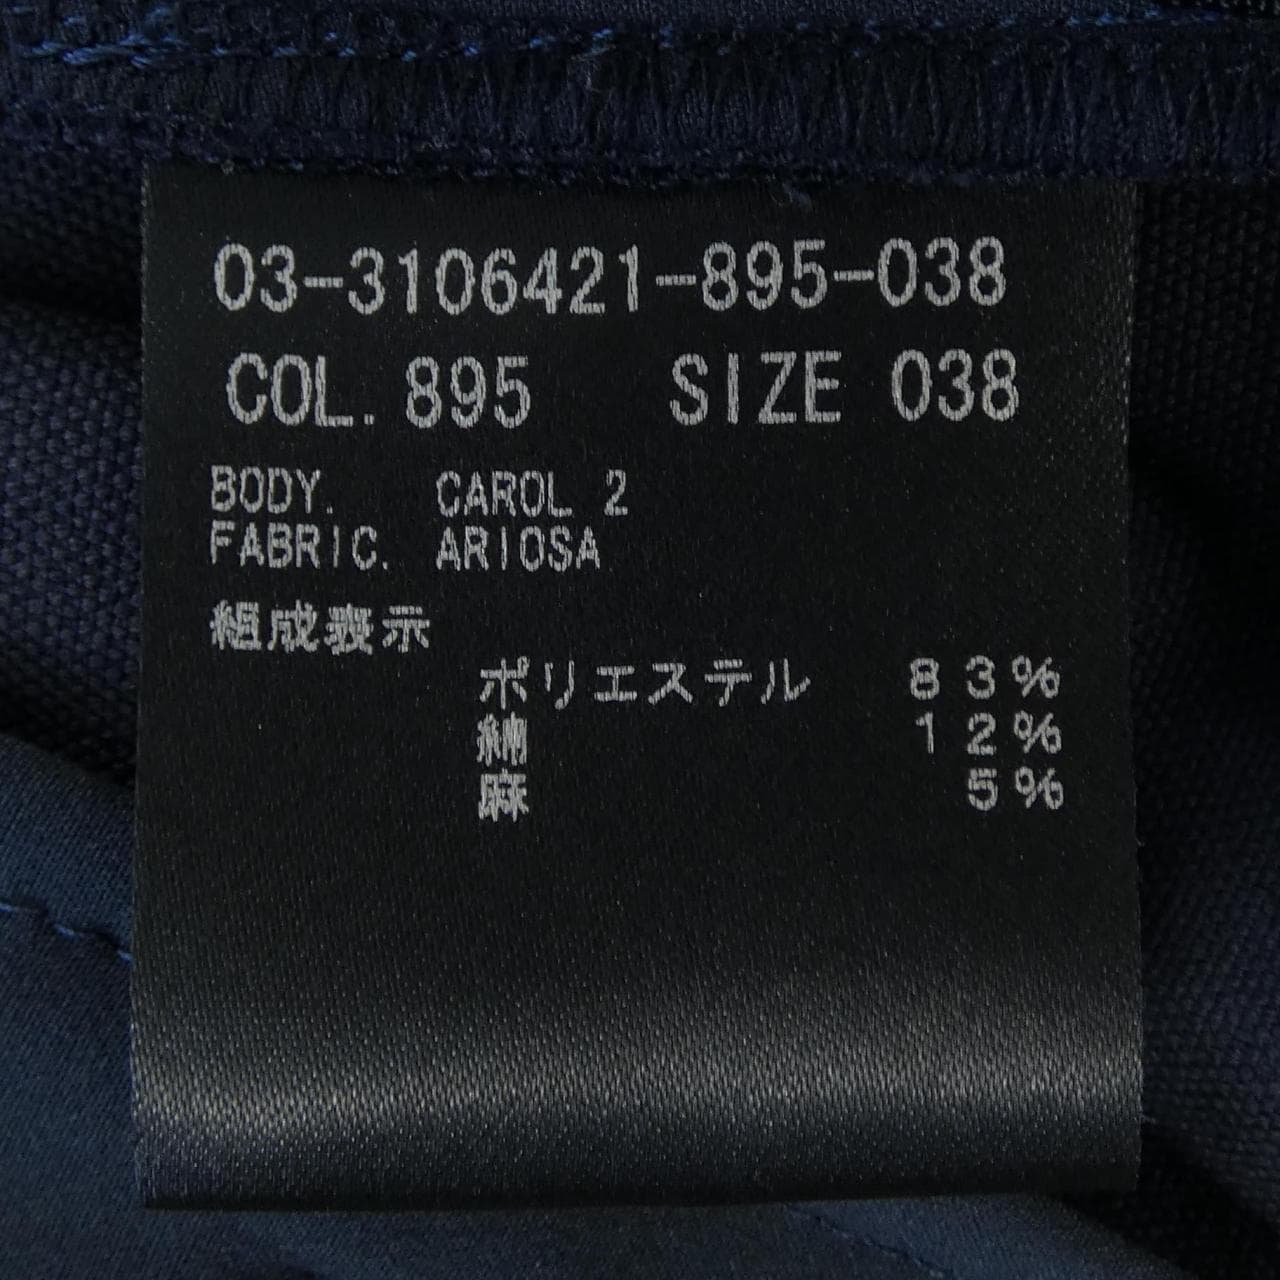 03-3106421-895-038
COL. 895 SIZE 038
BODY. CAROL 2
FABRIC. ARIOSA
組成表示
ポリエステル 83%
綿 12%
麻 5%